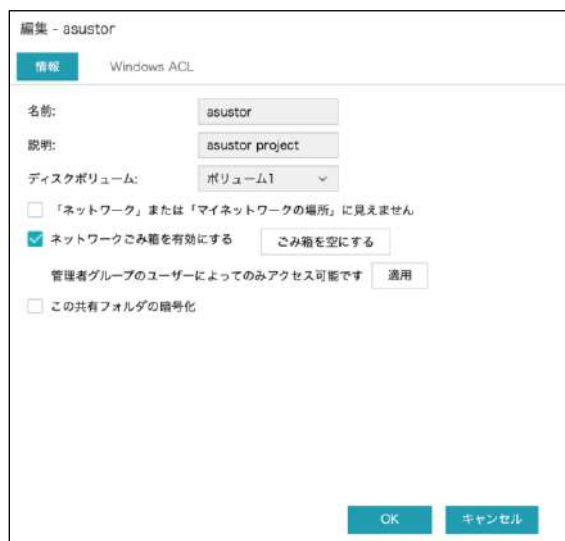 編集 - asustor
情報 Windows ACL
名前: asustor
説明: asustor project
ディスクボリューム: ボリューム1
「ネットワーク」または「マイネットワークの場所」に見えません
ネットワークごみ箱を有効にする ごみ箱を空にする
管理者グループのユーザーによってのみアクセス可能です 適用
この共有フォルダの暗号化
OK キャンセル